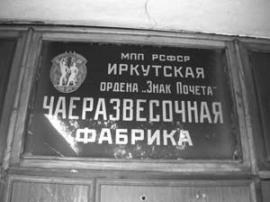 МПП РСФСР
ИРКУТСКАЯ
ОРДЕНА „ЗНАК ПОЧЕТА“
ЧАЕРАЗВЕСОЧНАЯ
ФАБРИКА